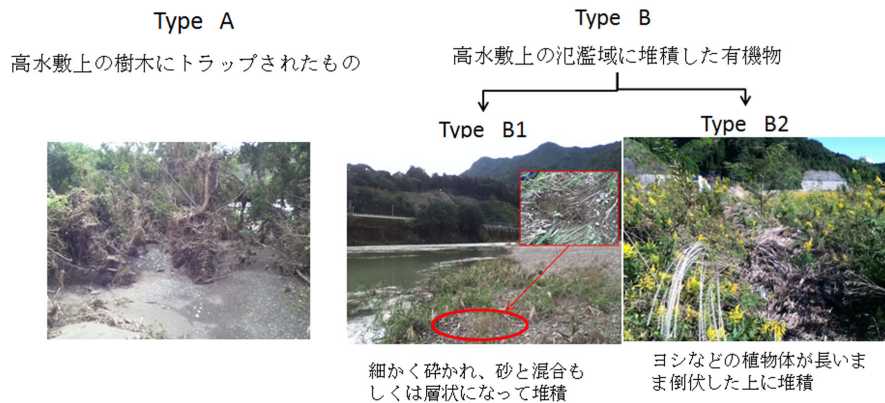 Type A
高水敷上の樹木にトラップされたもの
Type B
高水敷上の氾濫域に堆積した有機物
Type B1
Type B2
細かく砕かれ、砂と混合も
しくは層状になって堆積
ヨシなどの植物体が長いま
ま倒伏した上に堆積